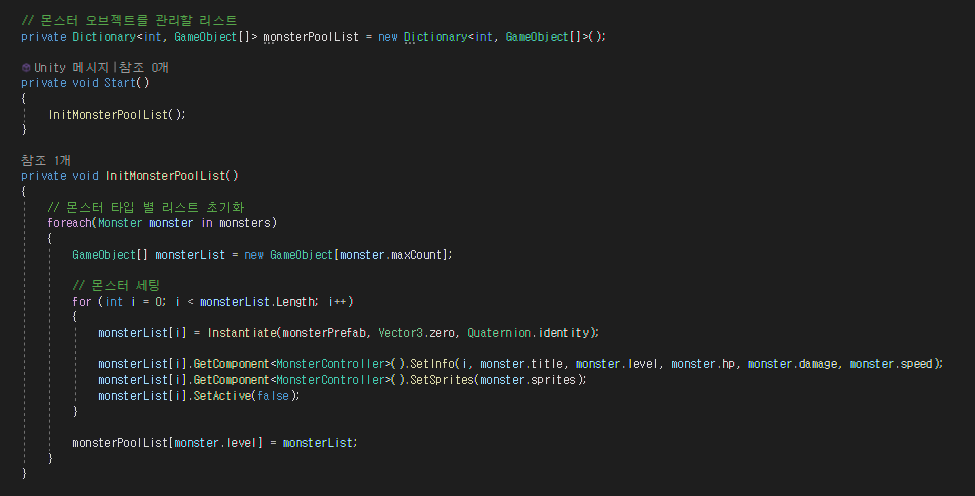 // 몬스터 오브젝트를 관리할 리스트
private Dictionary<int, GameObject[]> monsterPoolList = new Dictionary<int, GameObject[]>();
Unity 메시지|참조 0개
private void Start()
{
InitMonsterPoolList();
}
참조 1개
private void InitMonsterPoolList()
{
// 몬스터 타입 별 리스트 초기화
foreach(Monster monster in monsters)
{
GameObject[] monsterList = new GameObject[monster.maxCount];
// 몬스터 세팅
for (int i = 0; i < monsterList.Length; i++)
{
monsterList[i] = Instantiate(monsterPrefab, Vector3.zero, Quaternion.identity);
monsterList[i].GetComponent<MonsterController>().SetInfo(i, monster.title, monster.level, monster.hp, monster.damage, monster.speed);
monsterList[i].GetComponent<MonsterController>().SetSprites(monster.sprites);
monsterList[i].SetActive(false);
}
monsterPoolList[monster.level] = monsterList;
}
}